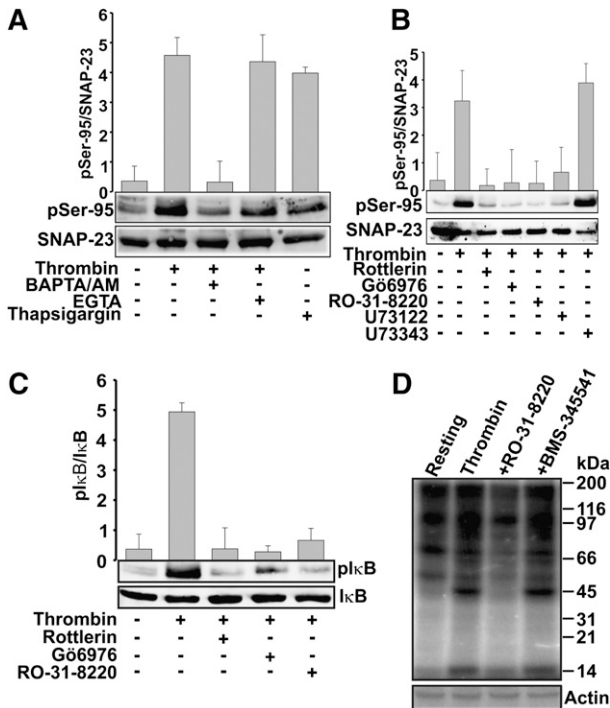 A
pSer-95/SNAP-23
5
4
3
2
1
0
pSer-95
SNAP-23
Thrombin - + + + -
BAPTA/AM - - + - -
EGTA - - - + -
Thapsigargin - - - - +
B
pSer-95/SNAP-23
5
4
3
2
1
0
pSer-95
SNAP-23
Thrombin - + + + + + +
Rottlerin - - + - - - -
Gö6976 - - - + - - -
RO-31-8220 - - - - + - -
U73122 - - - - - + -
U73343 - - - - - - +
C
pIκB/IκB
6
5
4
3
2
1
0
pIκB
IκB
Thrombin - + + + +
Rottlerin - - + - -
Gö6976 - - - + -
RO-31-8220 - - - - +
D
Resting
Thrombin
+RO-31-8220
+BMS-345541
kDa
200
116
97
66
45
31
21
14
Actin